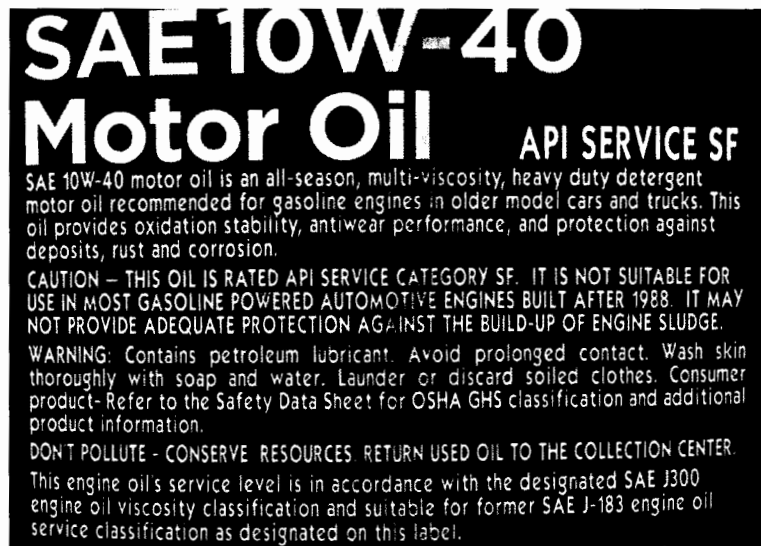 SAE 10W-40
Motor Oil
API SERVICE SF
SAE 10W-40 motor oil is an all-season, multi-viscosity, heavy duty detergent
motor oil recommended for gasoline engines in older model cars and trucks. This
oil provides oxidation stability, antiwear performance, and protection against
deposits, rust and corrosion.
CAUTION – THIS OIL IS RATED API SERVICE CATEGORY SF. IT IS NOT SUITABLE FOR
USE IN MOST GASOLINE POWERED AUTOMOTIVE ENGINES BUILT AFTER 1988. IT MAY
NOT PROVIDE ADEQUATE PROTECTION AGAINST THE BUILD-UP OF ENGINE SLUDGE.
WARNING: Contains petroleum lubricant. Avoid prolonged contact. Wash skin
thoroughly with soap and water. Launder or discard soiled clothes. Consumer
product- Refer to the Safety Data Sheet for OSHA GHS classification and additional
product information.
DON'T POLLUTE - CONSERVE RESOURCES. RETURN USED OIL TO THE COLLECTION CENTER.
This engine oil's service level is in accordance with the designated SAE J300
engine oil viscosity classification and suitable for former SAE J-183 engine oil
service classification as designated on this label.